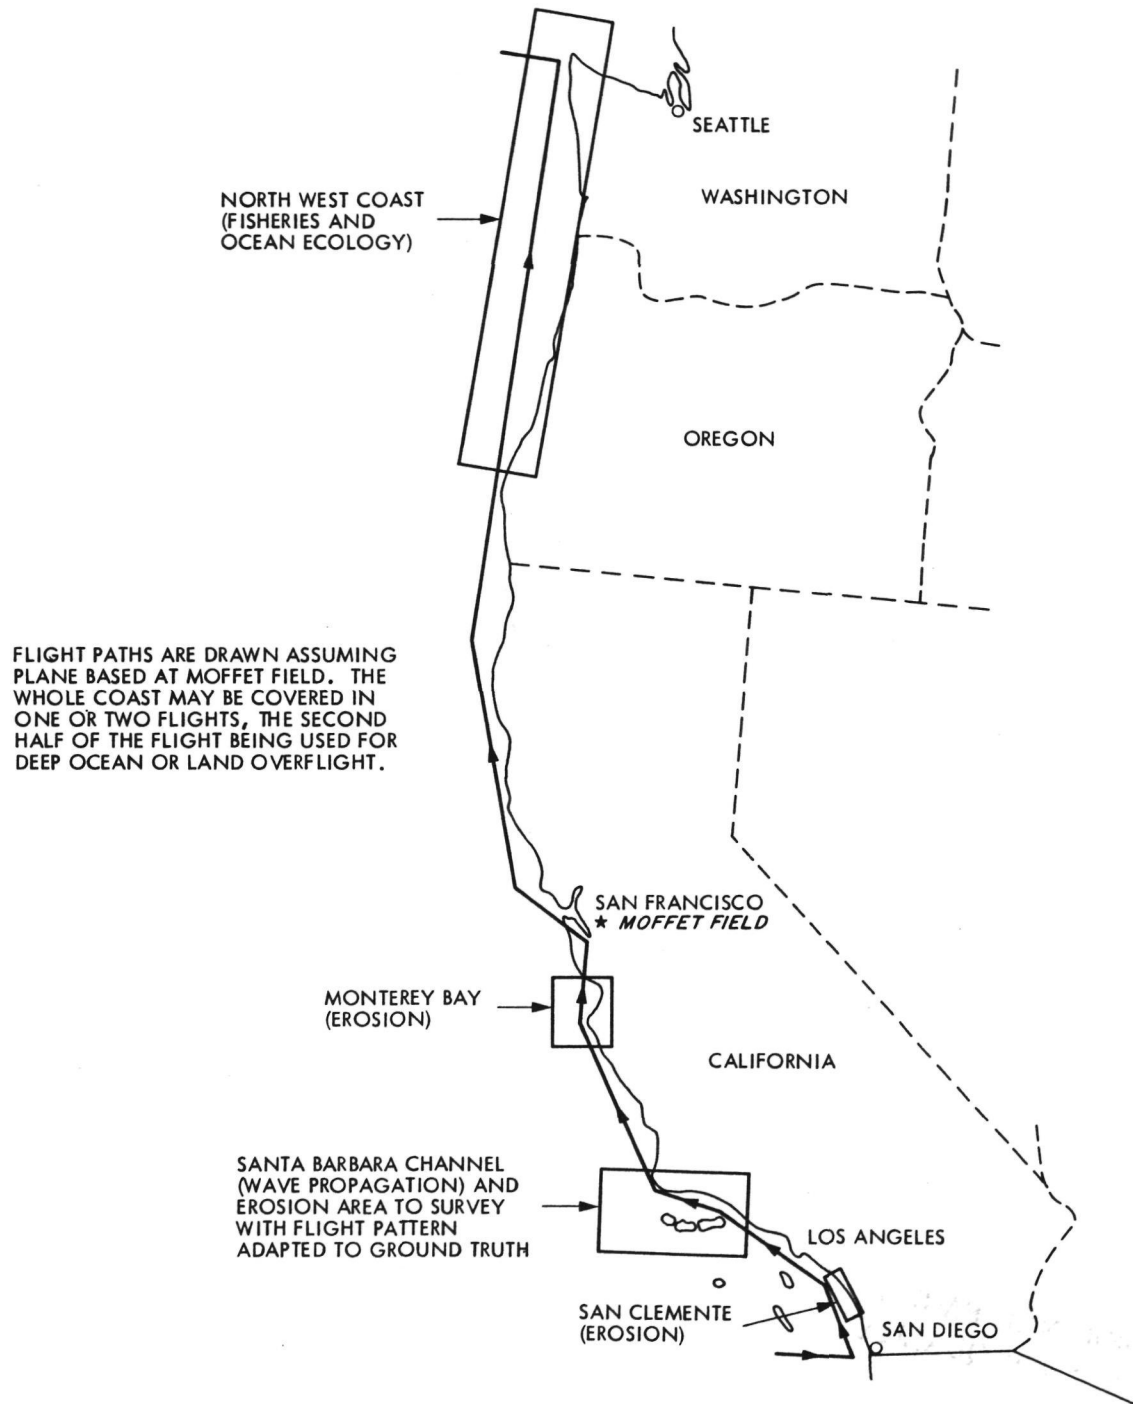 SEATTLE
WASHINGTON
NORTH WEST COAST
(FISHERIES AND
OCEAN ECOLOGY)
OREGON
FLIGHT PATHS ARE DRAWN ASSUMING
PLANE BASED AT MOFFET FIELD. THE
WHOLE COAST MAY BE COVERED IN
ONE OR TWO FLIGHTS, THE SECOND
HALF OF THE FLIGHT BEING USED FOR
DEEP OCEAN OR LAND OVERFLIGHT.
SAN FRANCISCO
★ MOFFET FIELD
MONTEREY BAY
(EROSION)
CALIFORNIA
SANTA BARBARA CHANNEL
(WAVE PROPAGATION) AND
EROSION AREA TO SURVEY
WITH FLIGHT PATTERN
ADAPTED TO GROUND TRUTH
LOS ANGELES
SAN CLEMENTE
(EROSION)
SAN DIEGO